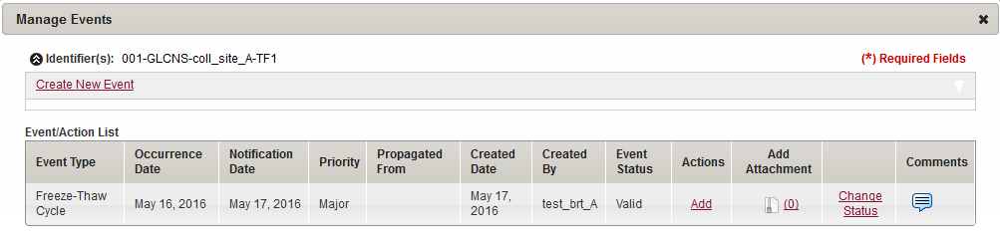 Manage Events
Identifier(s): 001-GLCNS-coll_site_A-TF1
(*) Required Fields
Create New Event
Event/Action List
Event Type Occurrence Date Notification Date Priority Propagated From Created Date Created By Event Status Actions Add Attachment Comments
Freeze-Thaw Cycle May 16, 2016 May 17, 2016 Major May 17, 2016 test_brt_A Valid Add (0) Change Status